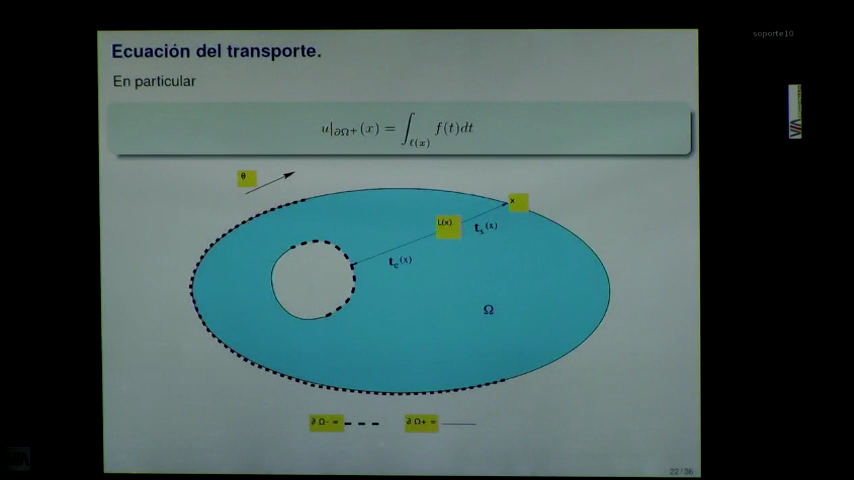 soporte10
Ecuación del transporte.
En particular
u|∂Ω+(x) = ∫ℓ(x) f(t)dt
θ
x
L(x)
ts(x)
te(x)
Ω
∂ Ω- =
∂ Ω+ =
22/36